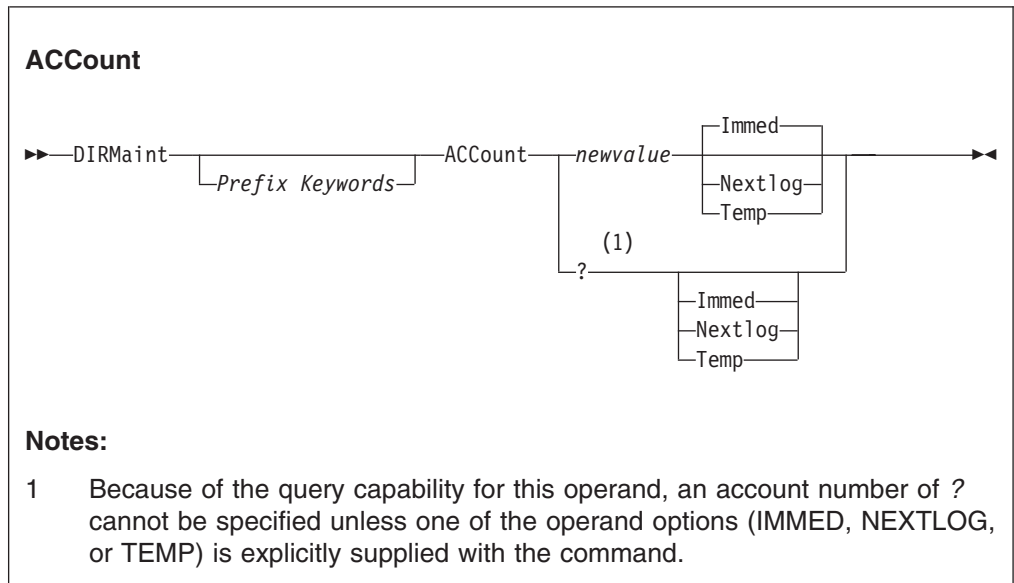 ACCount
Immed
DIRMaint ACCount newvalue
Prefix Keywords Nextlog
Temp
(1)
?
Immed
Nextlog
Temp
Notes:
1 Because of the query capability for this operand, an account number of ?
cannot be specified unless one of the operand options (IMMED, NEXTLOG,
or TEMP) is explicitly supplied with the command.